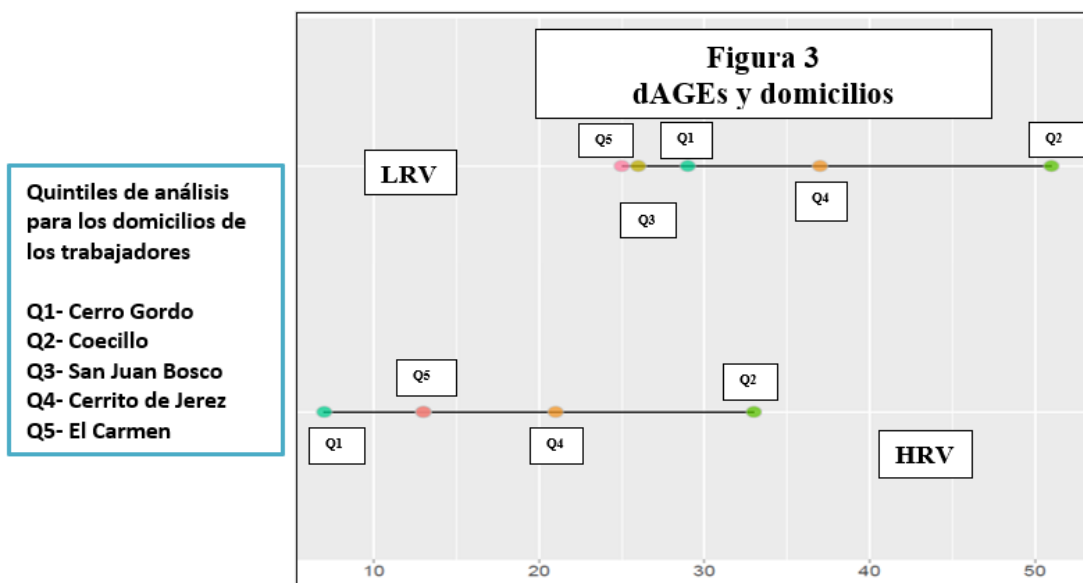 Quintiles de análisis
para los domicilios de
los trabajadores
Q1- Cerro Gordo
Q2- Coecillo
Q3- San Juan Bosco
Q4- Cerrito de Jerez
Q5- El Carmen
Figura 3
dAGEs y domicilios
LRV
Q5
Q1
Q2
Q3
Q4
Q5
Q2
Q1
Q4
HRV
10
20
30
40
50